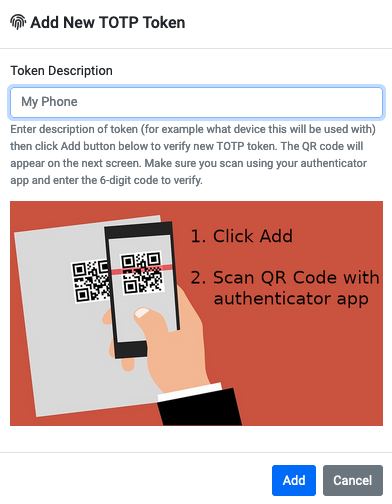 Add New TOTP Token
Token Description
My Phone
Enter description of token (for example what device this will be used with)
then click Add button below to verify new TOTP token. The QR code will
appear on the next screen. Make sure you scan using your authenticator
app and enter the 6-digit code to verify.
1. Click Add
2. Scan QR Code with
authenticator app
Add
Cancel